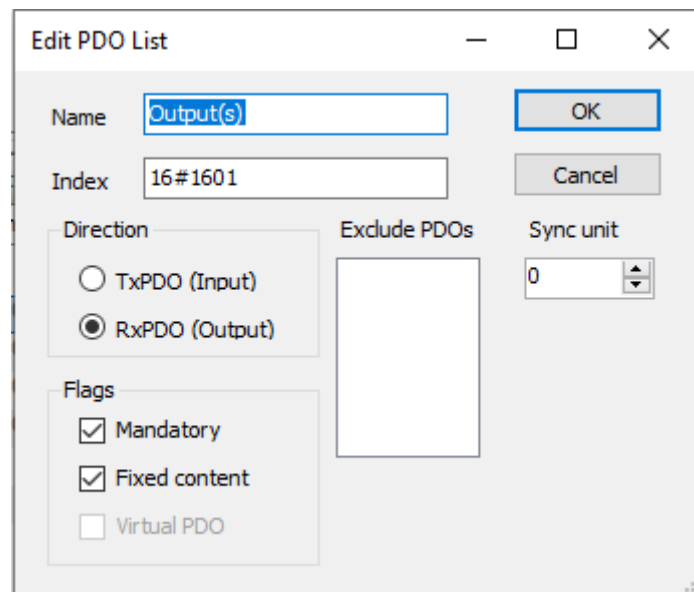 Edit PDO List
Name Output(s) OK
Index 16#1601 Cancel
Direction Exclude PDOs Sync unit
TxPDO (Input) 0
RxPDO (Output)
Flags
Mandatory
Fixed content
Virtual PDO